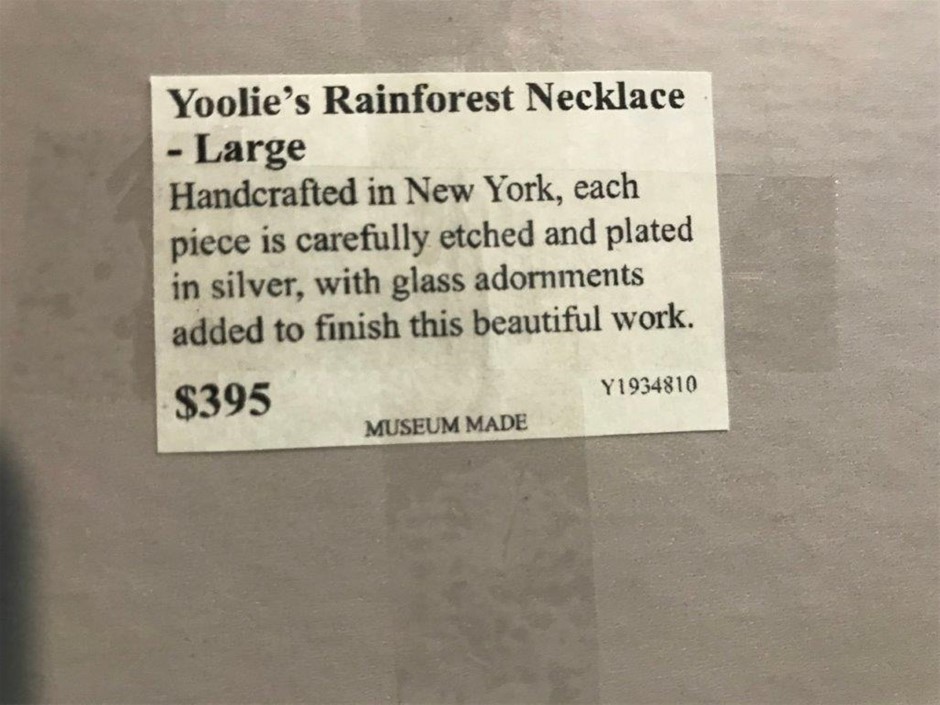 Yoolie's Rainforest Necklace
- Large
Handcrafted in New York, each
piece is carefully etched and plated
in silver, with glass adornments
added to finish this beautiful work.
$395
Y1934810
MUSEUM MADE